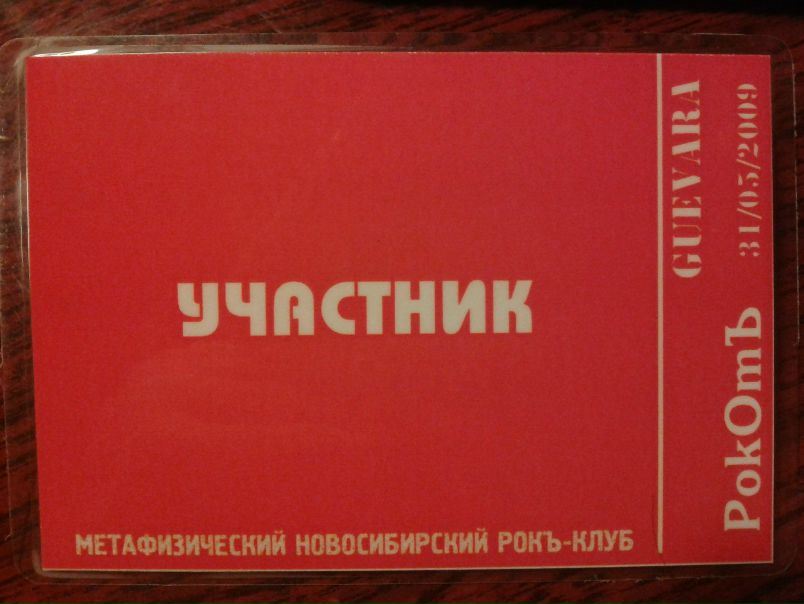 УЧАСТНИК
МЕТАФИЗИЧЕСКИЙ НОВОСИБИРСКИЙ РОКЪ-КЛУБ
GUEVARA
РокОтЪ 31/05/2009